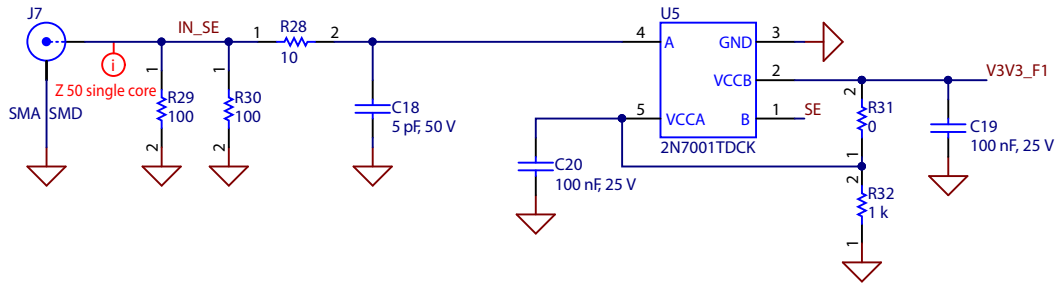 J7
IN_SE
1
R28
2
10
i
Z 50 single core
SMA
SMD
1
R29
100
2
1
R30
100
2
C18
5 pF, 50 V
U5
4
A
GND
3
VCCB
2
V3V3_F1
5
VCCA
B
1
SE
2N7001TDCK
C20
100 nF, 25 V
2
R31
0
1
C19
100 nF, 25 V
2
R32
1 k
1